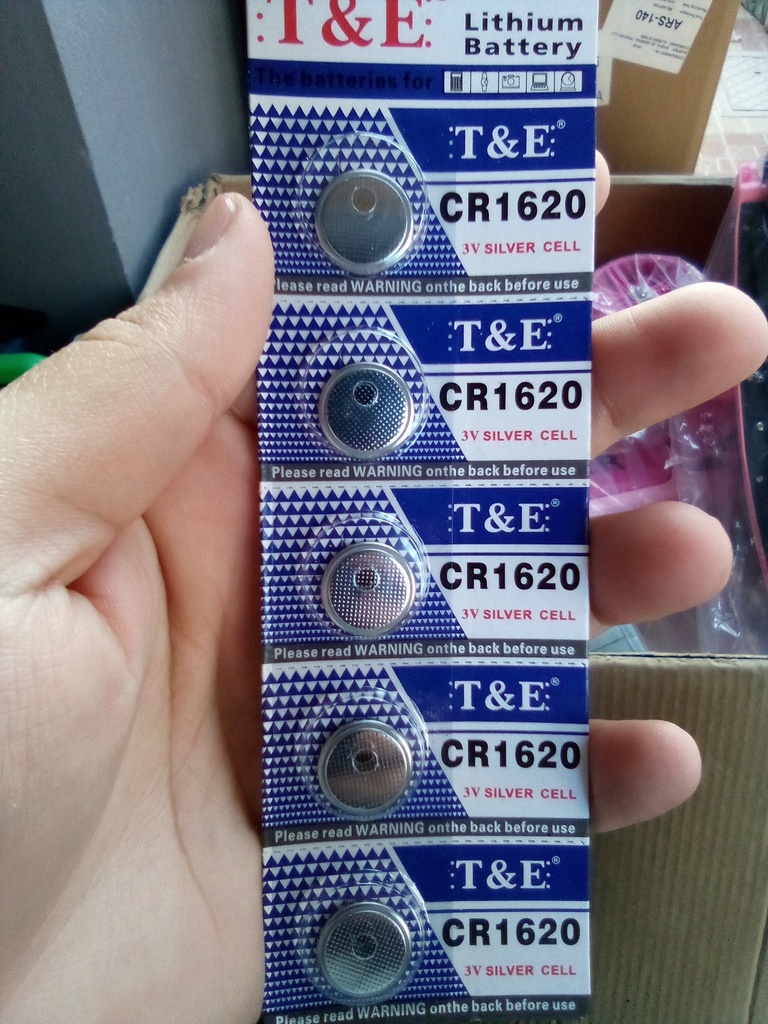 T&E
Lithium
Battery
The batteries for
ARS-140
T&E®
CR1620
3V SILVER CELL
lease read WARNING onthe back before use
T&E®
CR1620
3V SILVER CELL
Please read WARNING onthe back before use
T&E®
CR1620
3V SILVER CELL
Please read WARNING onthe back before use
T&E®
CR1620
3V SILVER CELL
Please read WARNING onthe back before use
T&E®
CR1620
3V SILVER CELL
Please read WARNING onthe back before use